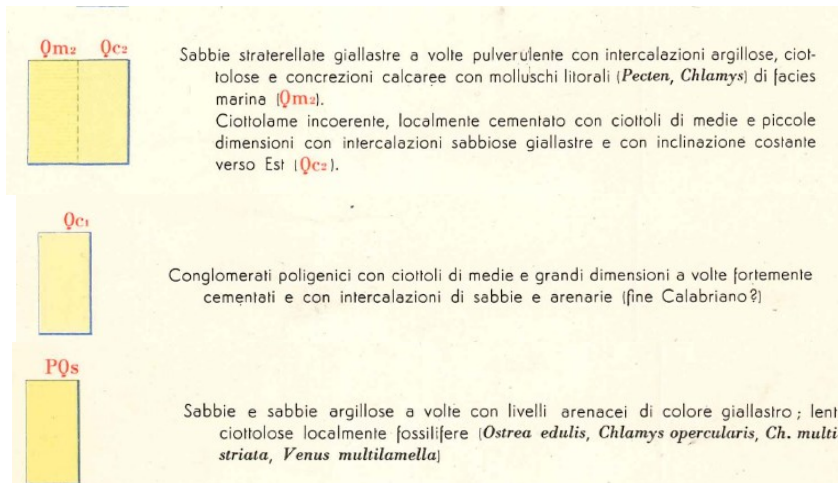 Qm₂ Qc₂
Sabbie straterellate giallastre a volte pulverulente con intercalazioni argillose, ciot-
tolose e concrezioni calcaree con molluschi litorali (Pecten, Chlamys) di facies
marina (Qm₂).
Ciottolame incoerente, localmente cementato con ciottoli di medie e piccole
dimensioni con intercalazioni sabbiose giallastre e con inclinazione costante
verso Est (Qc₂).
Qc₁
Conglomerati poligenici con ciottoli di medie e grandi dimensioni a volte fortemente
cementati e con intercalazioni di sabbie e arenarie (fine Calabriano?)
PQs
Sabbie e sabbie argillose a volte con livelli arenacei di colore giallastro; lent
ciottolose localmente fossilifere (Ostrea edulis, Chlamys opercularis, Ch. multi
striata, Venus multilamella)